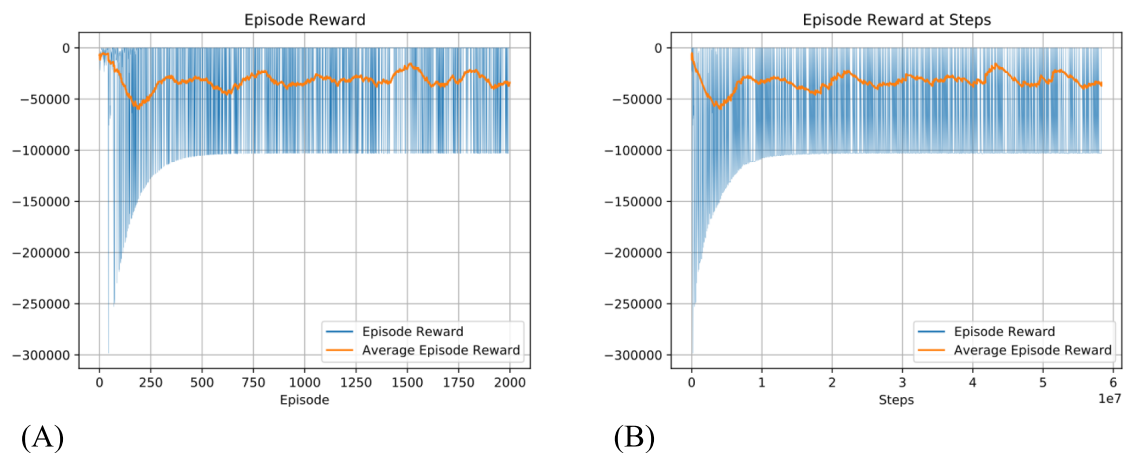 Episode Reward
0
−50000
−100000
−150000
−200000
−250000
−300000
Episode Reward
Average Episode Reward
0 250 500 750 1000 1250 1500 1750 2000
Episode
(A)
Episode Reward at Steps
0
−50000
−100000
−150000
−200000
−250000
−300000
Episode Reward
Average Episode Reward
0 1 2 3 4 5 6
1e7
Steps
(B)